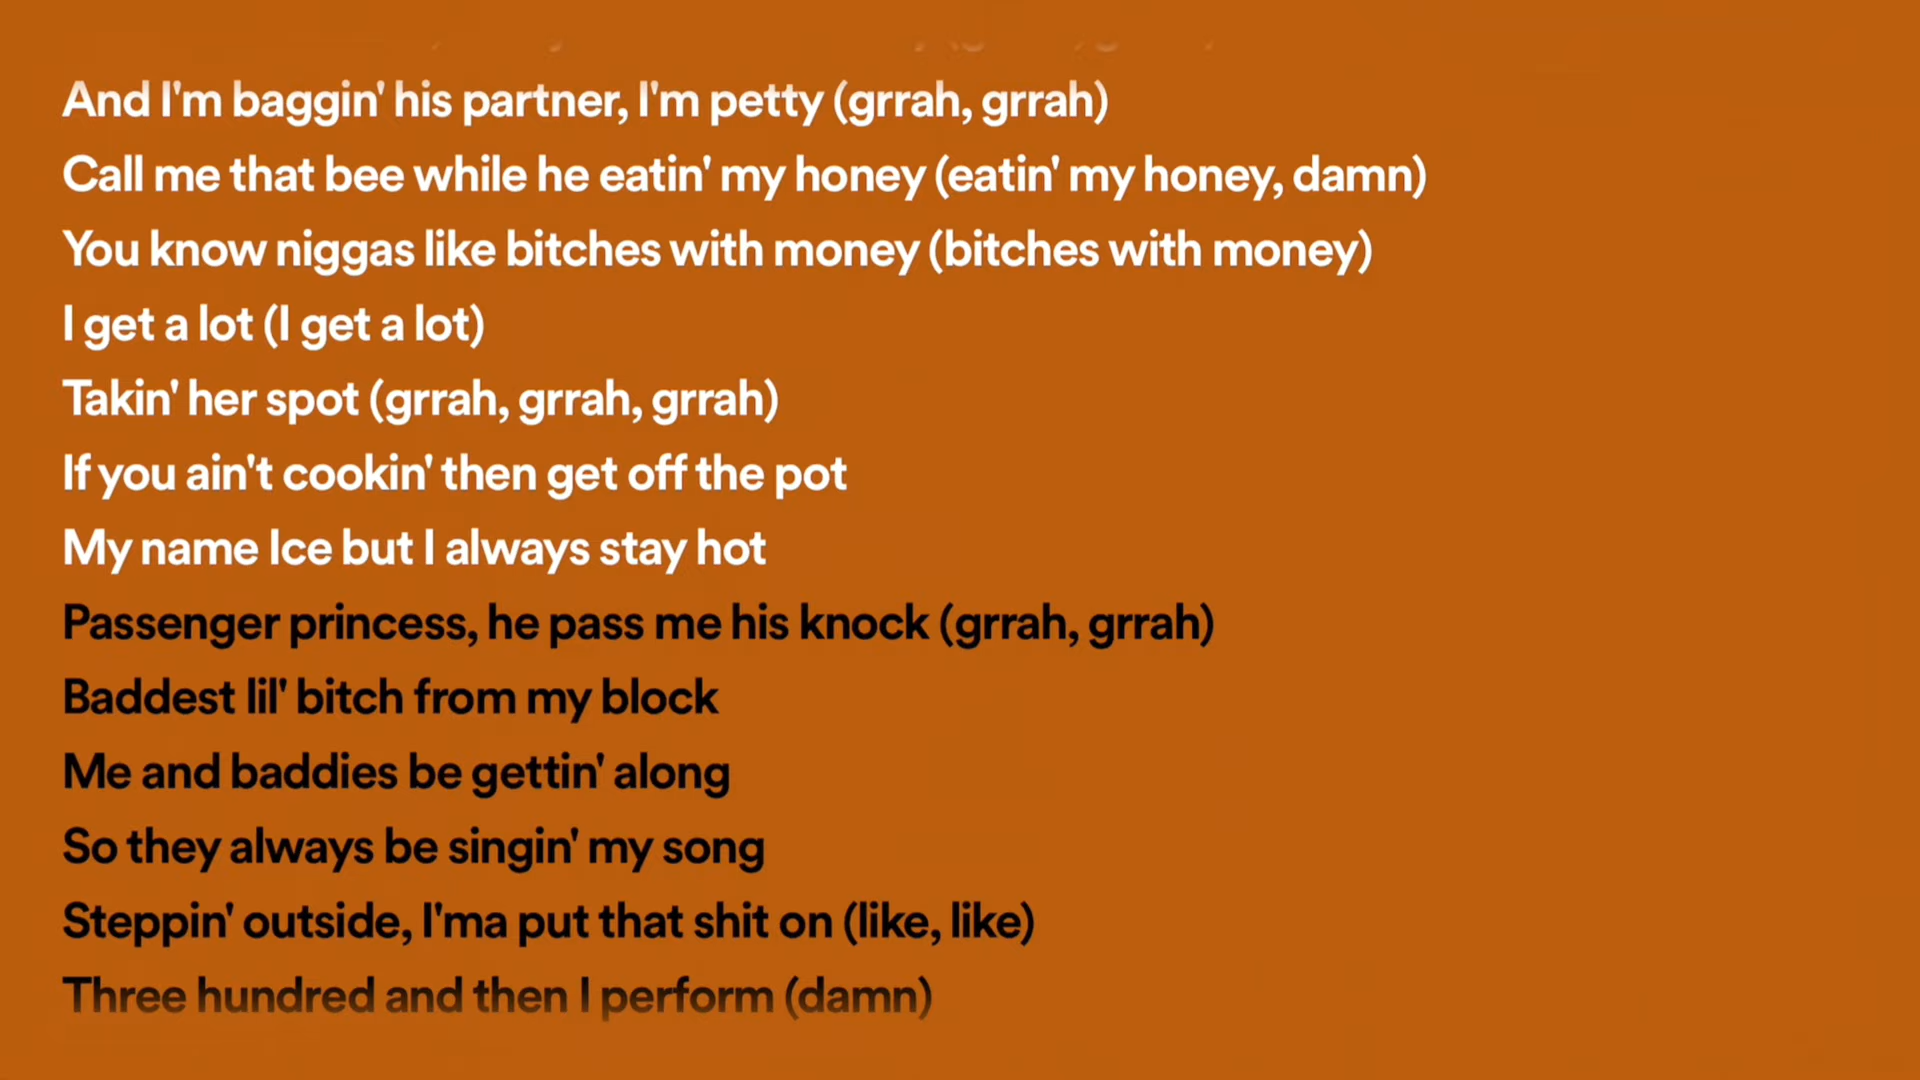 And I'm baggin' his partner, I'm petty (grrah, grrah)
Call me that bee while he eatin' my honey (eatin' my honey, damn)
You know niggas like bitches with money (bitches with money)
I get a lot (I get a lot)
Takin' her spot (grrah, grrah, grrah)
If you ain't cookin' then get off the pot
My name Ice but I always stay hot
Passenger princess, he pass me his knock (grrah, grrah)
Baddest lil' bitch from my block
Me and baddies be gettin' along
So they always be singin' my song
Steppin' outside, I'ma put that shit on (like, like)
Three hundred and then I perform (damn)